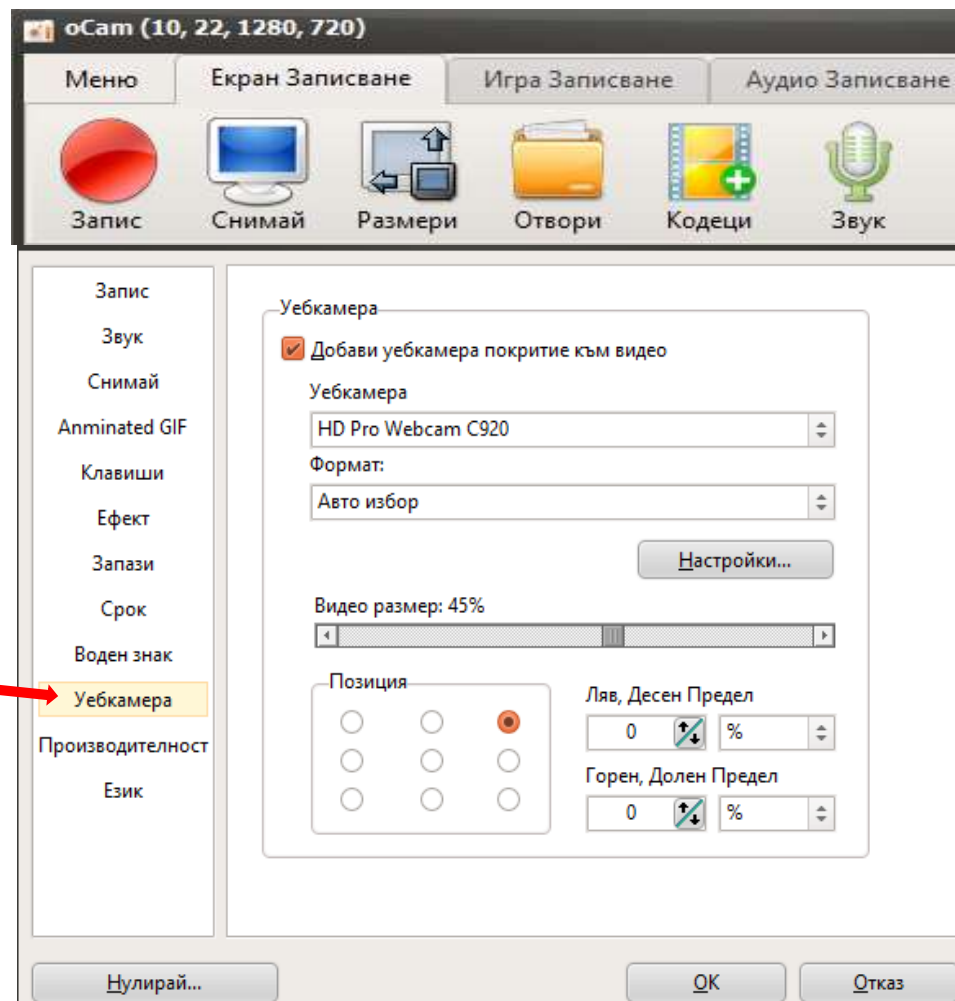 oCam (10, 22, 1280, 720)
Меню Екран Записване Игра Записване Аудио Записване
Запис Снимай Размери Отвори Кодеци Звук
Запис
Звук
Снимай
Anminated GIF
Клавиши
Ефект
Запази
Срок
Воден знак
Уебкамера
Производителност
Език
Уебкамера
Добави уебкамера покритие към видео
Уебкамера
HD Pro Webcam C920
Формат:
Авто избор
Настройки...
Видео размер: 45%
Позиция
Ляв, Десен Предел
0 %
Горен, Долен Предел
0 %
Нулирай... OK Отказ